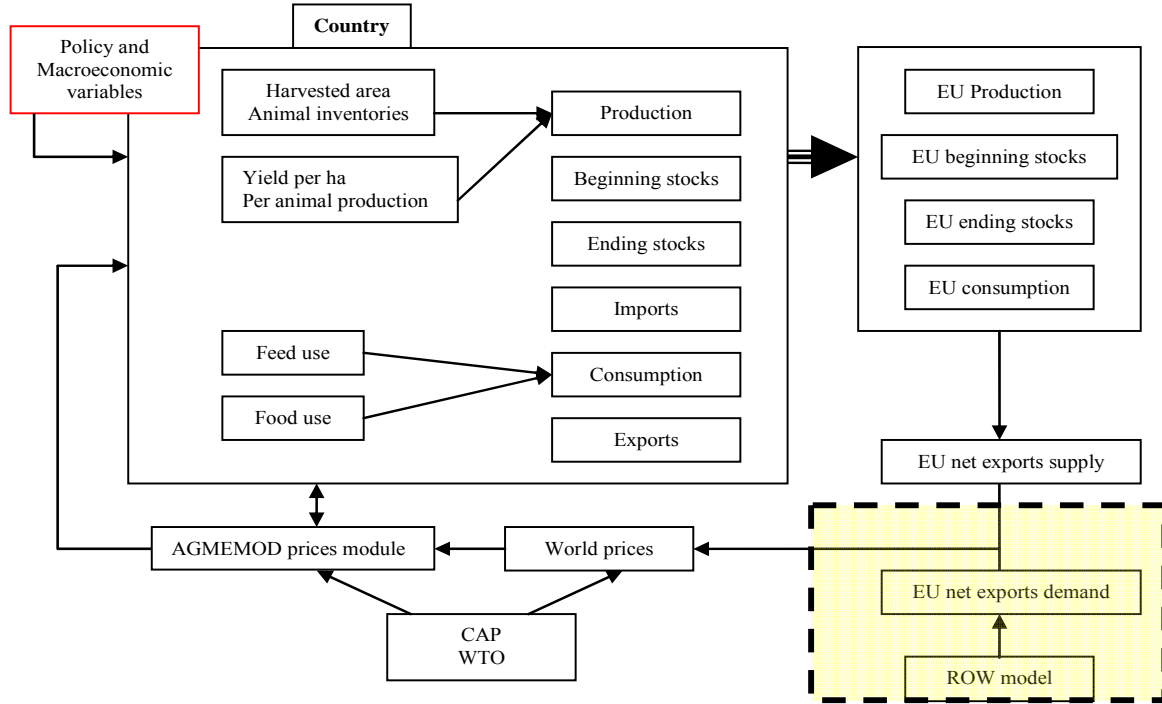 Country
Policy and
Macroeconomic
variables
Harvested area
Animal inventories
Yield per ha
Per animal production
Feed use
Food use
Production
Beginning stocks
Ending stocks
Imports
Consumption
Exports
EU Production
EU beginning stocks
EU ending stocks
EU consumption
EU net exports supply
AGMEMOD prices module
World prices
EU net exports demand
CAP
WTO
ROW model